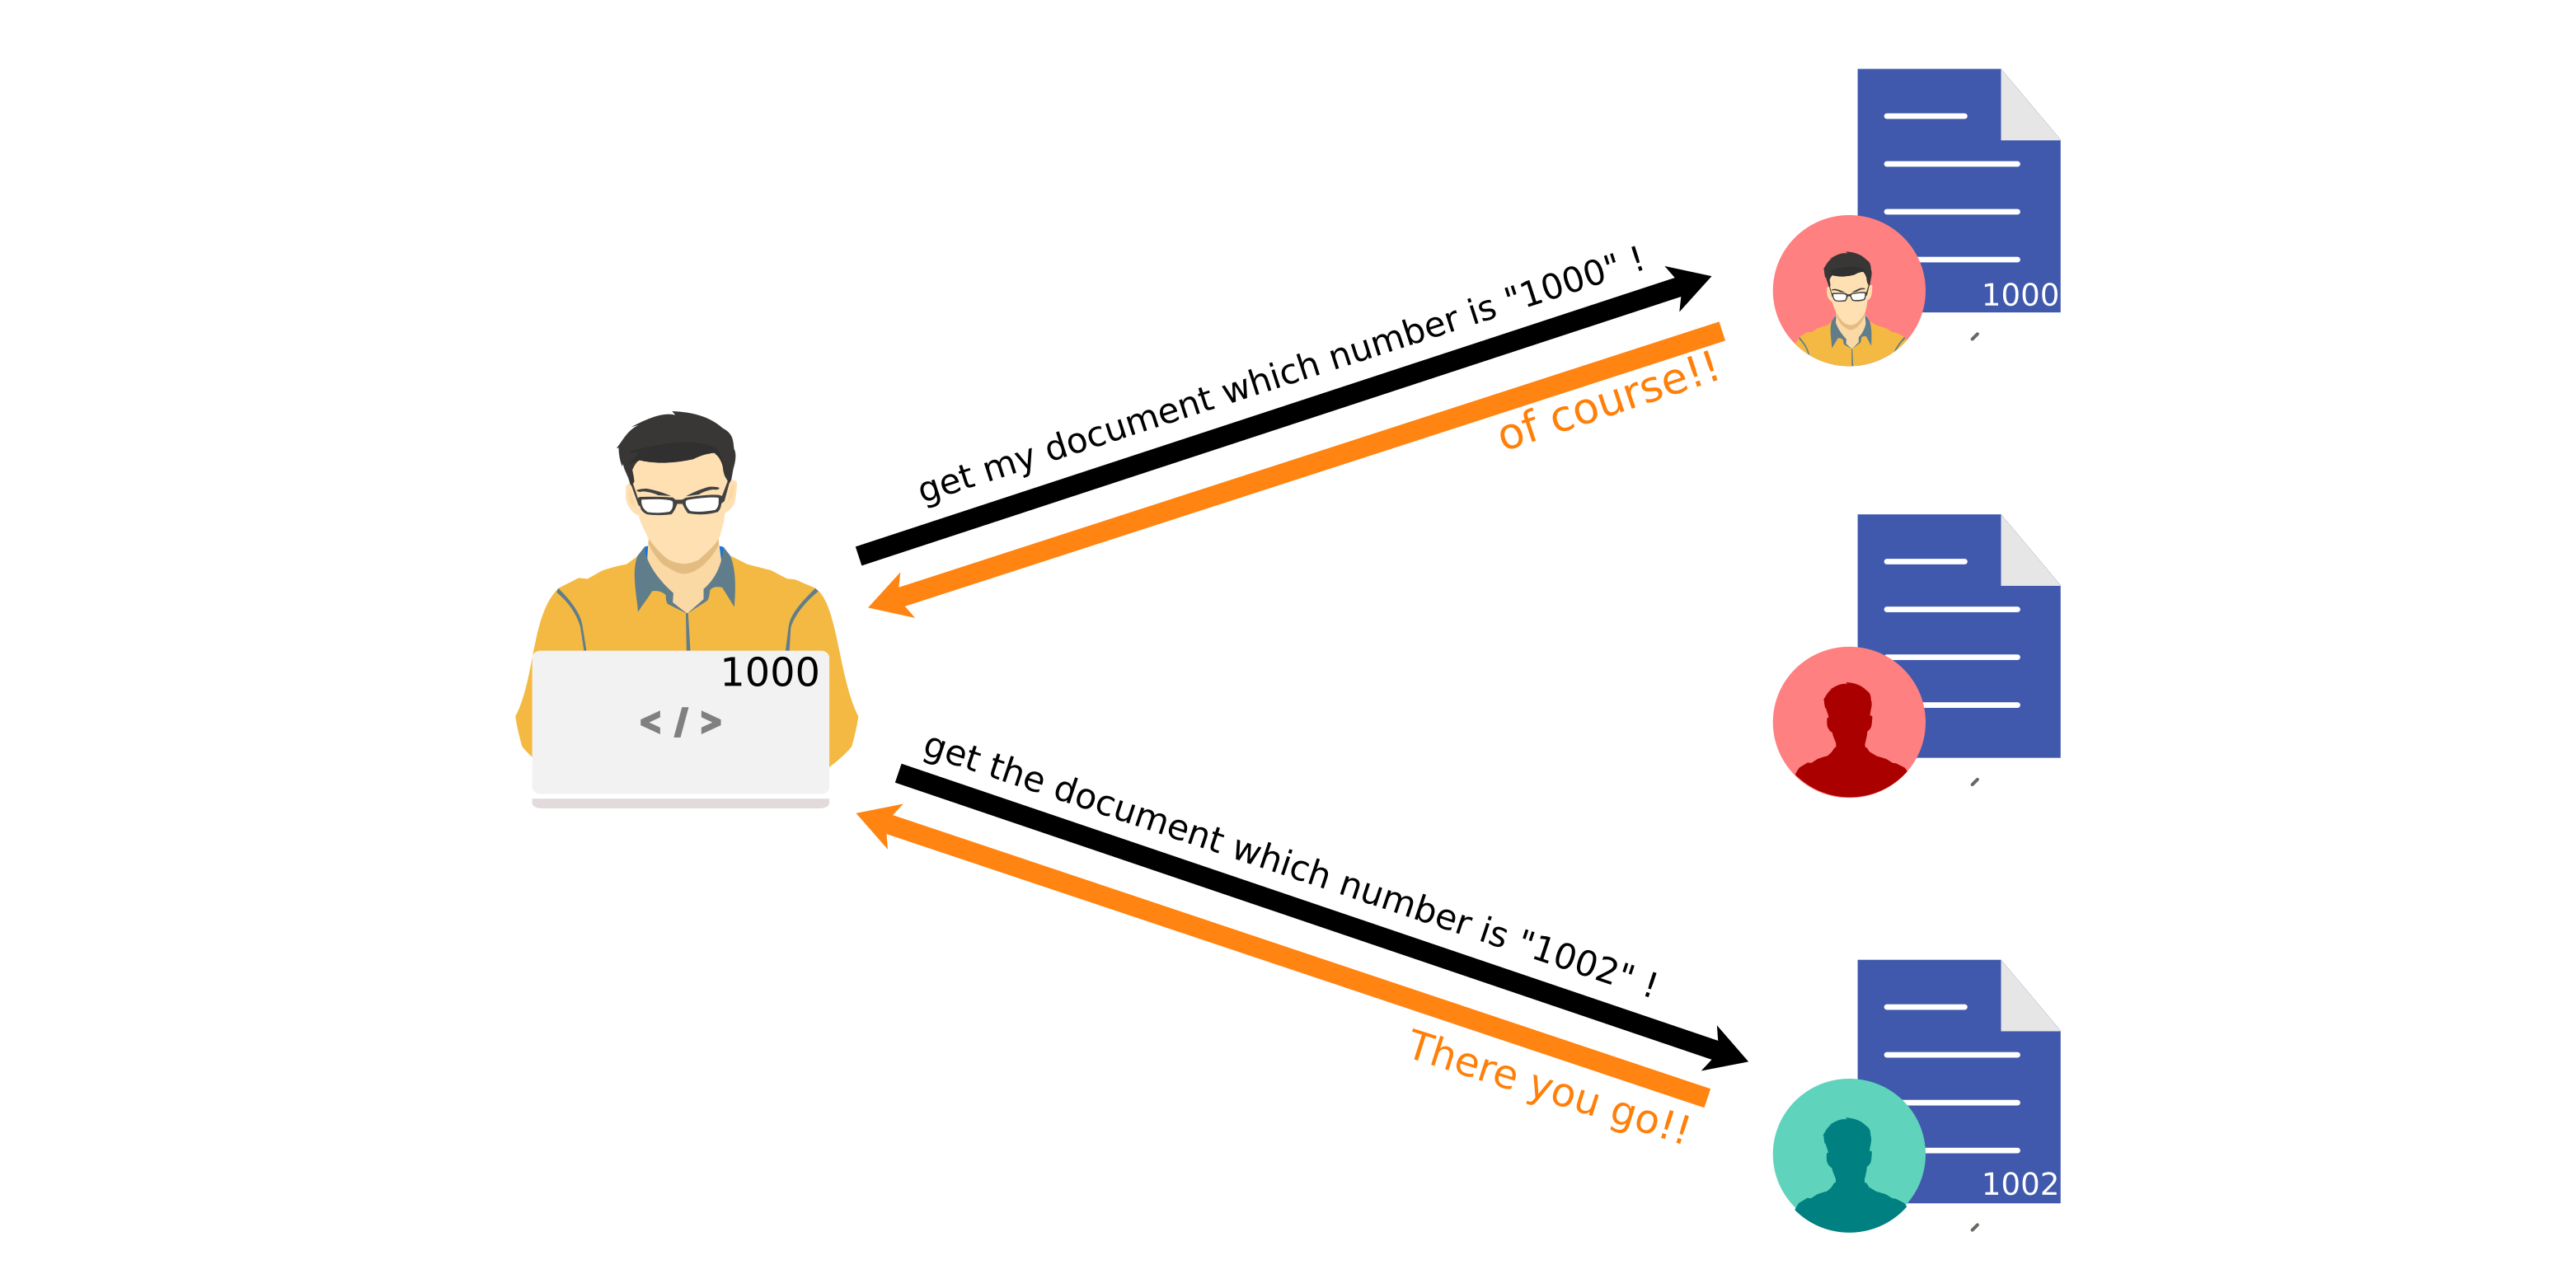 get my document which number is "1000" !
1000
of course!!
1000
</>
get the document which number is "1002" !
There you go!!
1002